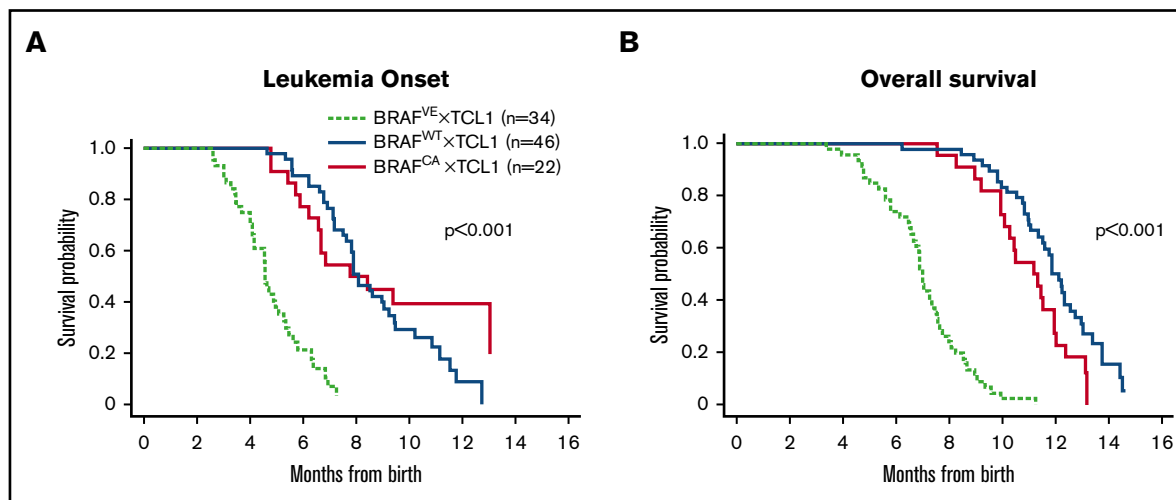 A
Leukemia Onset
BRAF^VE×TCL1 (n=34)
BRAF^WT×TCL1 (n=46)
BRAF^CA×TCL1 (n=22)
p<0.001
Survival probability
1.0
0.8
0.6
0.4
0.2
0
0 2 4 6 8 10 12 14 16
Months from birth
B
Overall survival
p<0.001
Survival probability
1.0
0.8
0.6
0.4
0.2
0
0 2 4 6 8 10 12 14 16
Months from birth